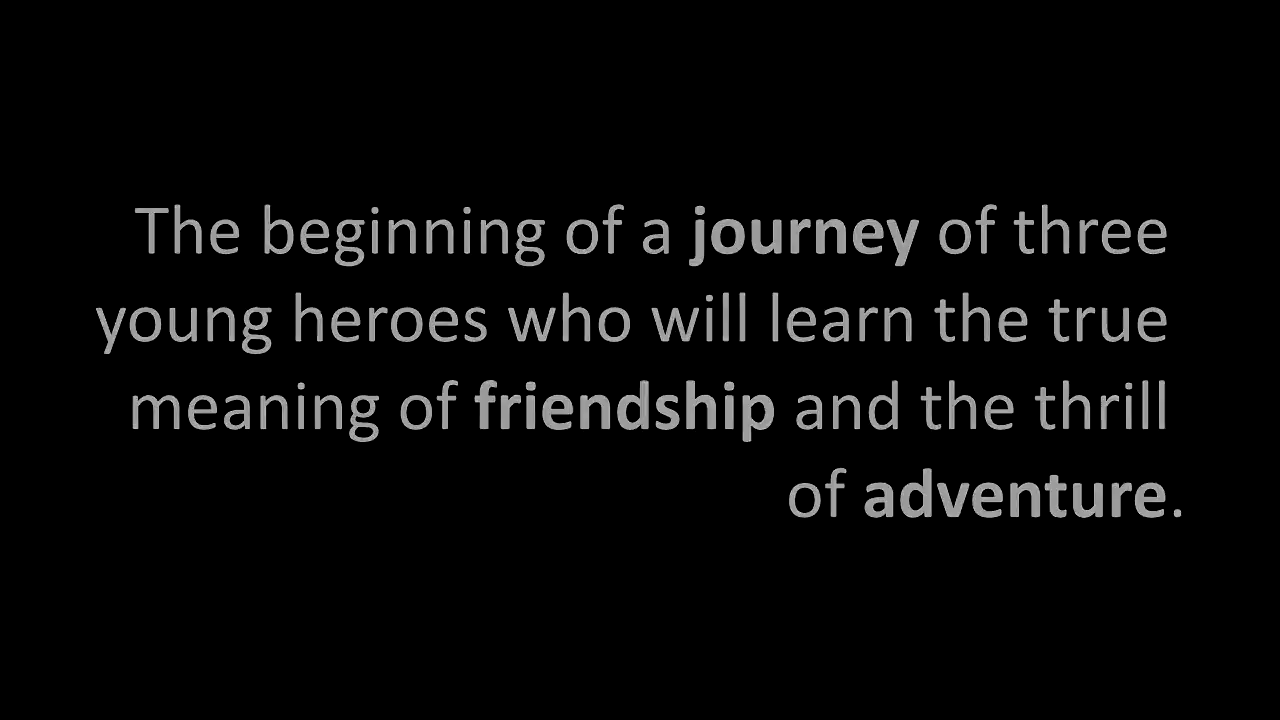 The beginning of a journey of three
young heroes who will learn the true
meaning of friendship and the thrill
of adventure.